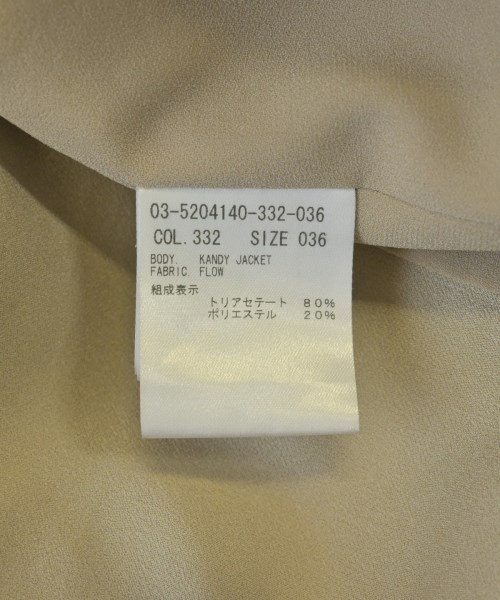 03-5204140-332-036
COL. 332 SIZE 036
BODY. KANDY JACKET
FABRIC. FLOW
組成表示
トリアセテート 80%
ポリエステル 20%